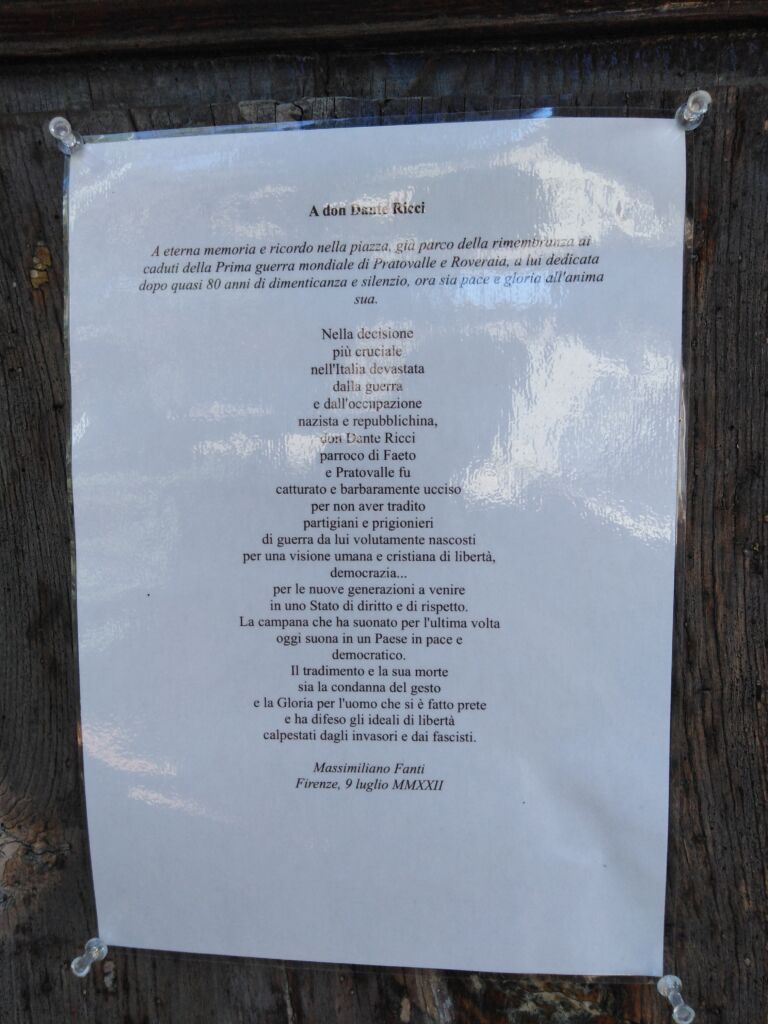 A don Dante Ricci
A eterna memoria e ricordo nella piazza, già parco della rimembranza ai
caduti della Prima guerra mondiale di Pratovalle e Roveraia, a lui dedicata
dopo quasi 80 anni di dimenticanza e silenzio, ora sia pace e gloria all'anima
sua.
Nella decisione
più cruciale
nell'Italia devastata
dalla guerra
e dall'occupazione
nazista e repubblichina,
don Dante Ricci
parroco di Faeto
e Pratovalle fu
catturato e barbaramente ucciso
per non aver tradito
partigiani e prigionieri
di guerra da lui volutamente nascosti
per una visione umana e cristiana di libertà,
democrazia...
per le nuove generazioni a venire
in uno Stato di diritto e di rispetto.
La campana che ha suonato per l'ultima volta
oggi suona in un Paese in pace e
democratico.
Il tradimento e la sua morte
sia la condanna del gesto
e la Gloria per l'uomo che si è fatto prete
e ha difeso gli ideali di libertà
calpestati dagli invasori e dai fascisti.
Massimiliano Fanti
Firenze, 9 luglio MMXXII